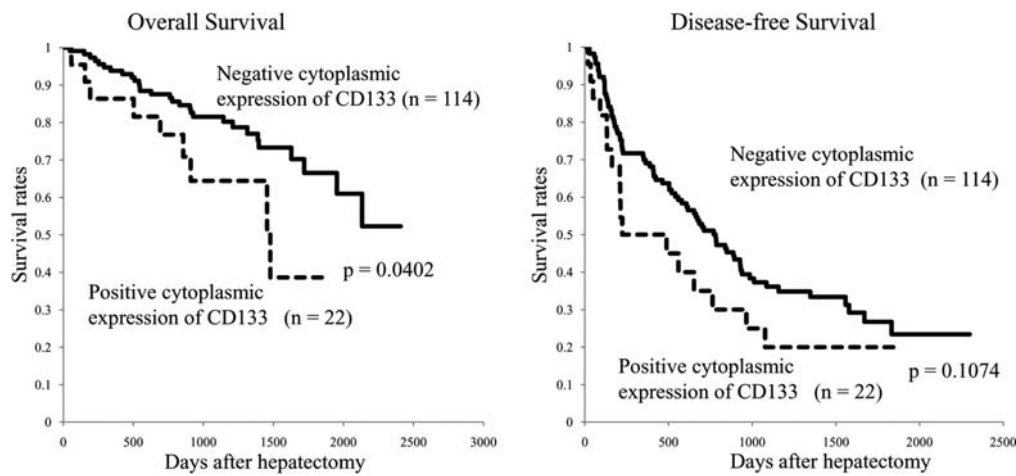 Overall Survival
1
0.9
0.8
0.7
0.6
0.5
0.4
0.3
0.2
0.1
0
Survival rates
Negative cytoplasmic
expression of CD133 (n = 114)
p = 0.0402
Positive cytoplasmic
expression of CD133 (n = 22)
0 500 1000 1500 2000 2500 3000
Days after hepatectomy
Disease-free Survival
1
0.9
0.8
0.7
0.6
0.5
0.4
0.3
0.2
0.1
0
Survival rates
Negative cytoplasmic
expression of CD133 (n = 114)
Positive cytoplasmic
expression of CD133 (n = 22)
p = 0.1074
0 500 1000 1500 2000 2500
Days after hepatectomy